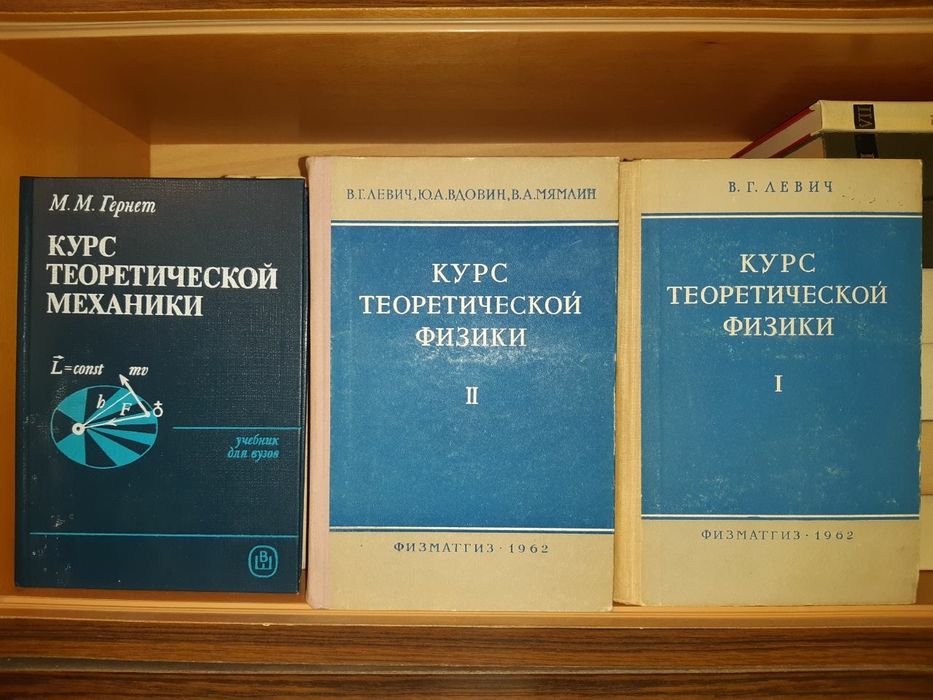 М. М. Гернет
КУРС
ТЕОРЕТИЧЕСКОЙ
МЕХАНИКИ
L=const mv
h F
учебник
для вузов
В.Г.ЛЕВИЧ, Ю.А.ВДОВИН, В.А.МЯМЛИН
КУРС
ТЕОРЕТИЧЕСКОЙ
ФИЗИКИ
II
ФИЗМАТГИЗ · 1962
В. Г. ЛЕВИЧ
КУРС
ТЕОРЕТИЧЕСКОЙ
ФИЗИКИ
I
ФИЗМАТГИЗ · 1962
VII